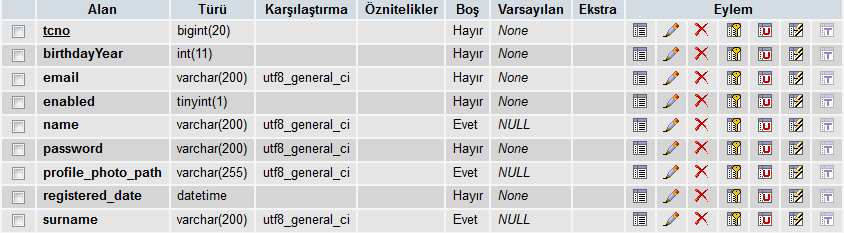 Alan Türü Karşılaştırma Öznitelikler Boş Varsayılan Ekstra Eylem
tcno bigint(20) Hayır None
birthdayYear int(11) Hayır None
email varchar(200) utf8_general_ci Hayır None
enabled tinyint(1) Hayır None
name varchar(200) utf8_general_ci Evet NULL
password varchar(200) utf8_general_ci Hayır None
profile_photo_path varchar(255) utf8_general_ci Evet NULL
registered_date datetime Hayır None
surname varchar(200) utf8_general_ci Evet NULL